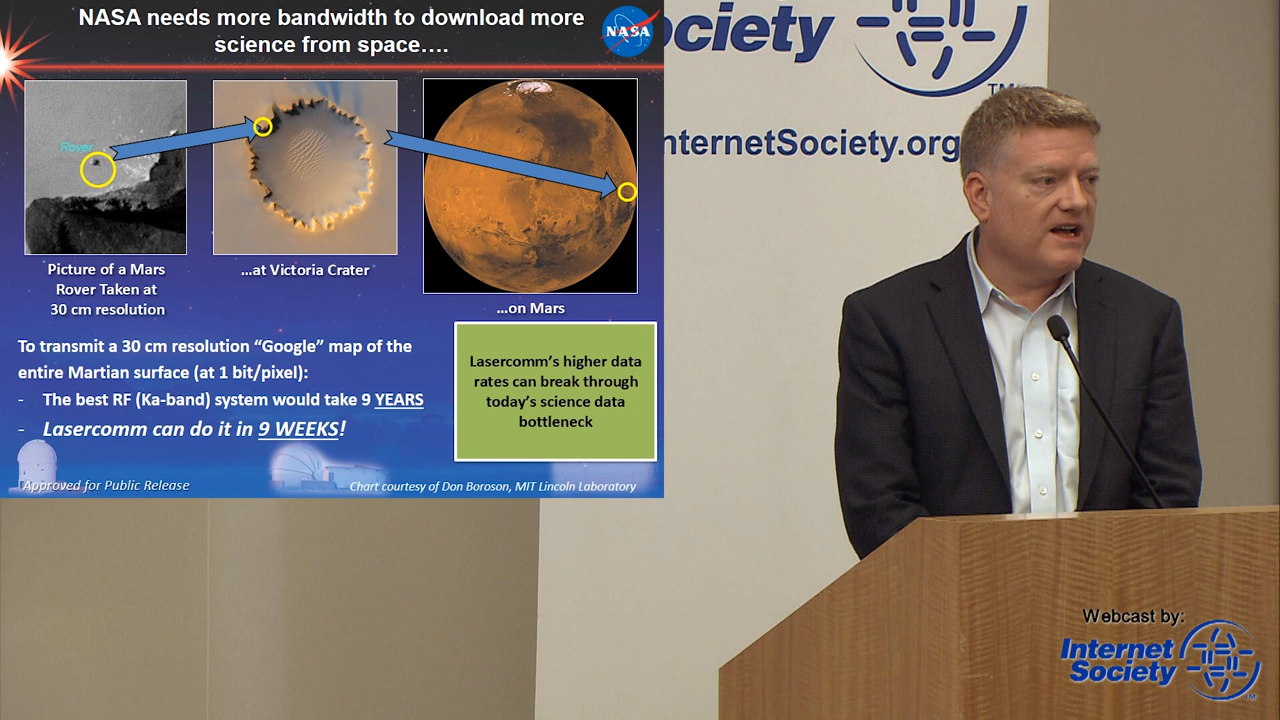 NASA needs more bandwidth to download more
science from space….
NASA
Rover
Picture of a Mars
Rover Taken at
30 cm resolution
…at Victoria Crater
…on Mars
To transmit a 30 cm resolution “Google” map of the
entire Martian surface (at 1 bit/pixel):
- The best RF (Ka-band) system would take 9 YEARS
- Lasercomm can do it in 9 WEEKS!
Lasercomm’s higher data
rates can break through
today’s science data
bottleneck
Approved for Public Release
Chart courtesy of Don Boroson, MIT Lincoln Laboratory
ociety
TM
nternetSociety.org
Webcast by:
Internet
Society
TM